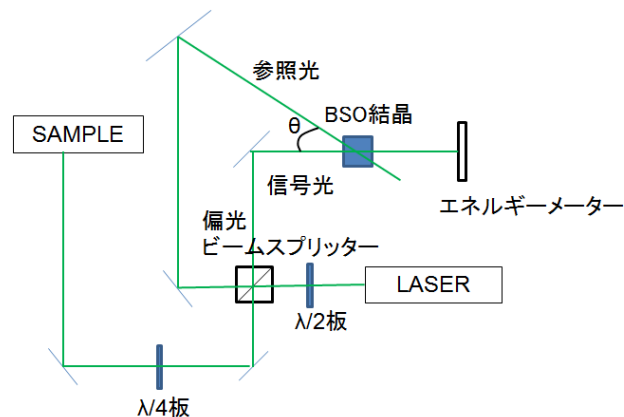 参照光
BSO結晶
SAMPLE
θ
信号光
エネルギーメーター
偏光
ビームスプリッター
LASER
λ/2板
λ/4板